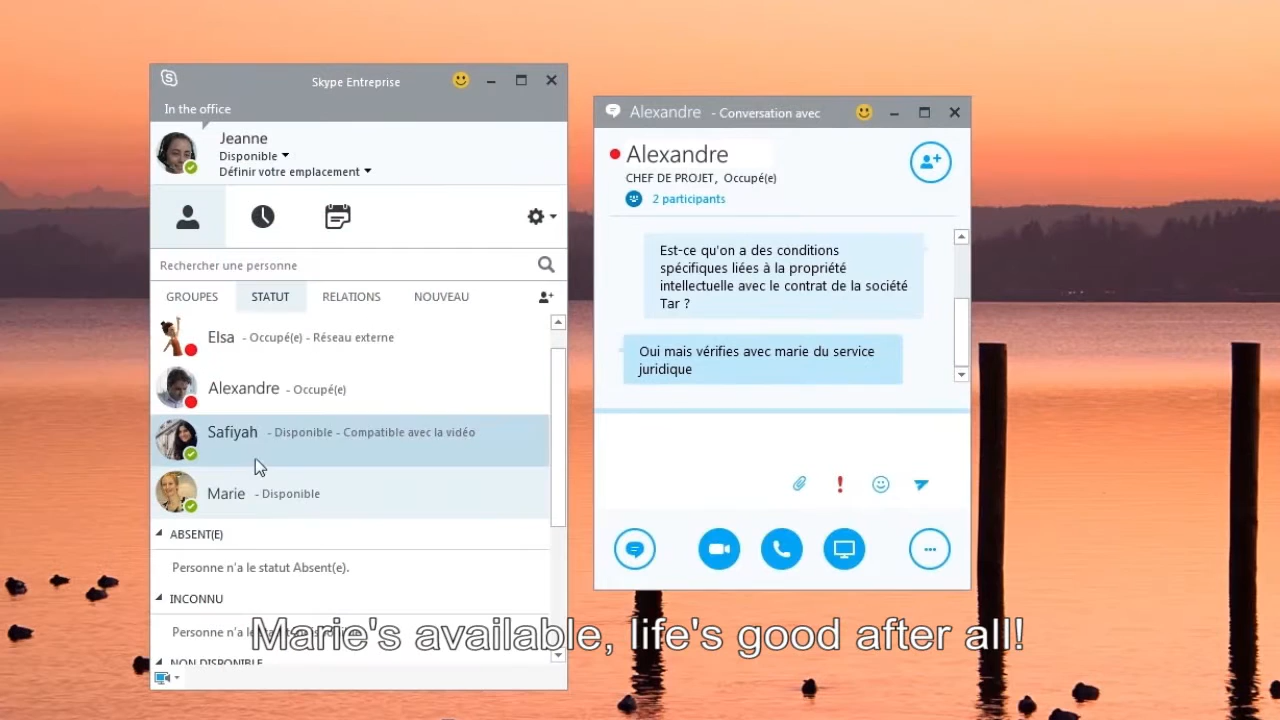 Skype Entreprise
In the office
Jeanne
Disponible
Définir votre emplacement
Rechercher une personne
GROUPES STATUT RELATIONS NOUVEAU
Elsa - Occupé(e) - Réseau externe
Alexandre - Occupé(e)
Safiyah - Disponible - Compatible avec la vidéo
Marie - Disponible
ABSENT(E)
Personne n'a le statut Absent(e).
INCONNU
Personne n'a le
NON DISPONIBLE
Alexandre - Conversation avec
Alexandre
CHEF DE PROJET, Occupé(e)
2 participants
Est-ce qu'on a des conditions
spécifiques liées à la propriété
intellectuelle avec le contrat de la société
Tar ?
Oui mais vérifies avec marie du service
juridique
Marie's available, life's good after all!